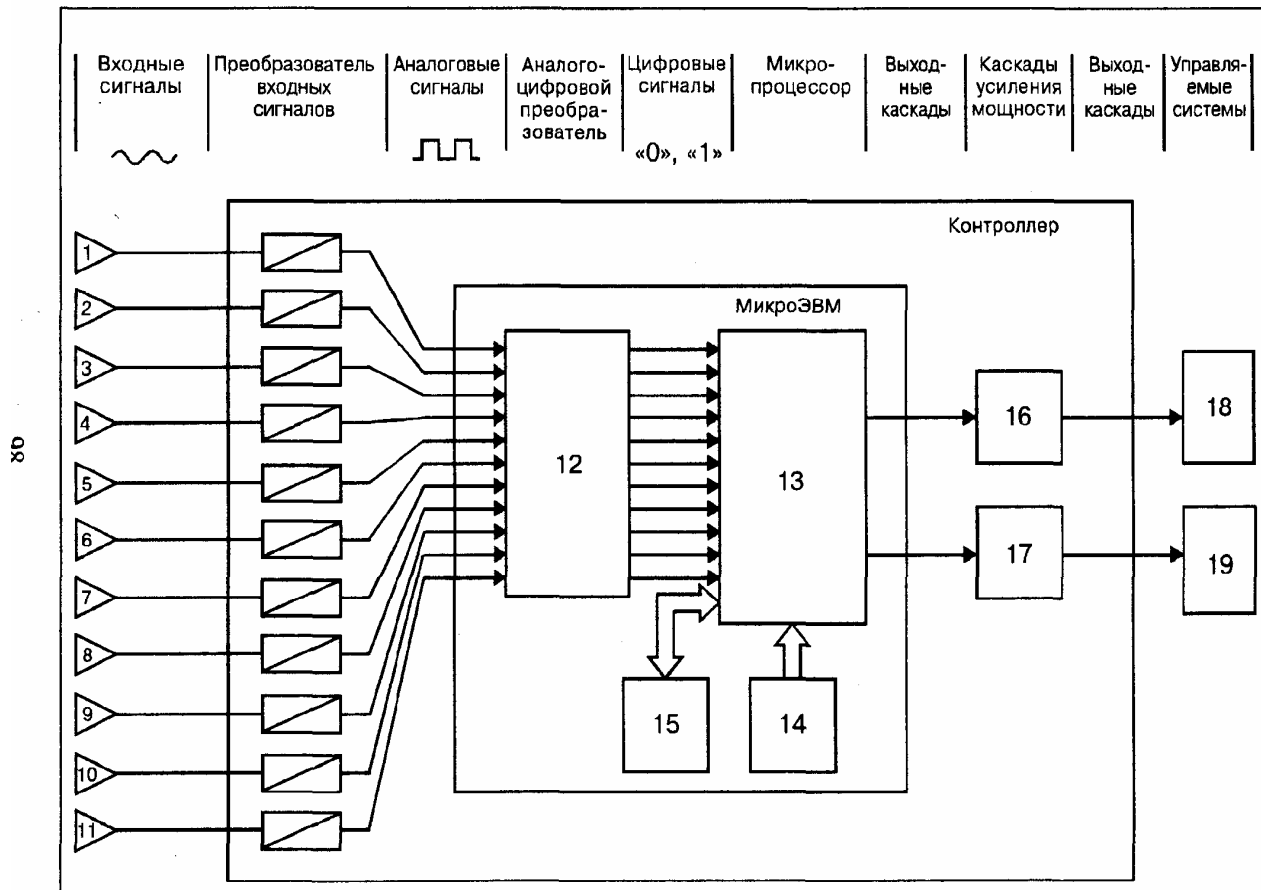 Входные
сигналы
Преобразователь
входных
сигналов
Аналоговые
сигналы
Аналого-
цифровой
преобра-
зователь
Цифровые
сигналы
«0», «1»
Микро-
процессор
Выход-
ные
каскады
Каскады
усиления
мощности
Выход-
ные
каскады
Управля-
емые
системы
Контроллер
МикроЭВМ
1
2
3
4
5
6
7
8
9
10
11
12
13
14
15
16
17
18
19
98